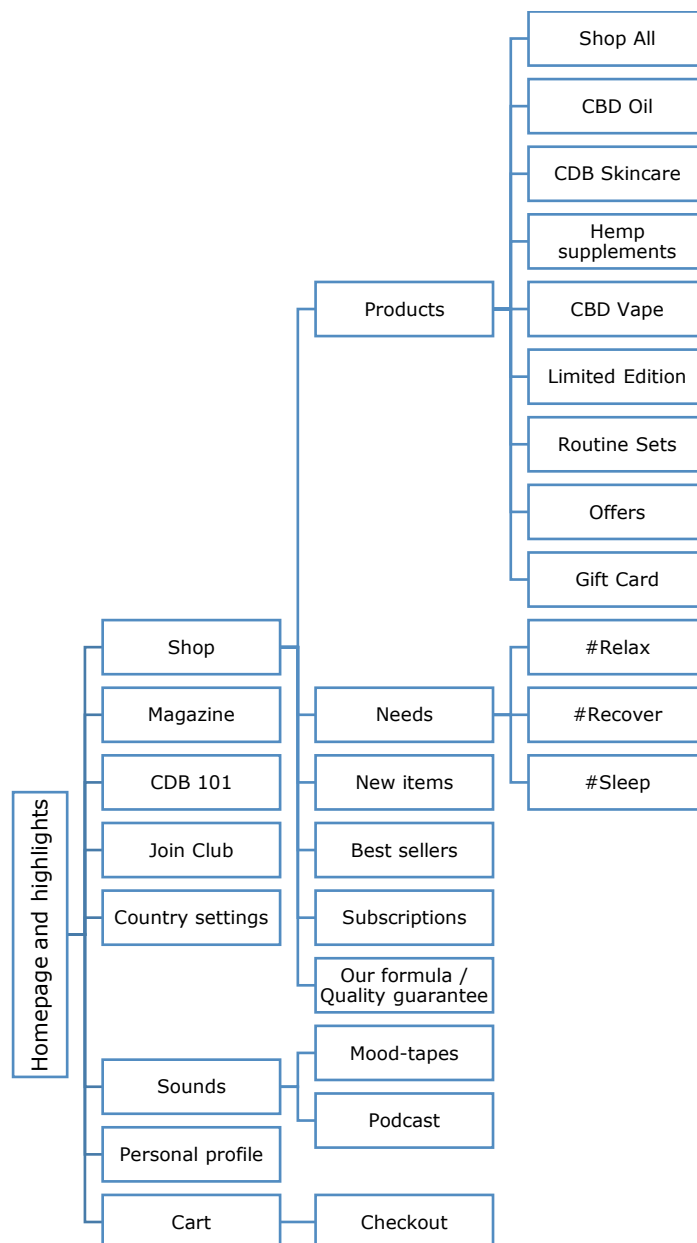 Shop All
CBD Oil
CDB Skincare
Hemp
supplements
Products
CBD Vape
Limited Edition
Routine Sets
Offers
Gift Card
Shop
#Relax
Magazine
Needs
#Recover
CDB 101
New items
#Sleep
Homepage and highlights
Join Club
Best sellers
Country settings
Subscriptions
Our formula /
Quality guarantee
Sounds
Mood-tapes
Podcast
Personal profile
Cart
Checkout